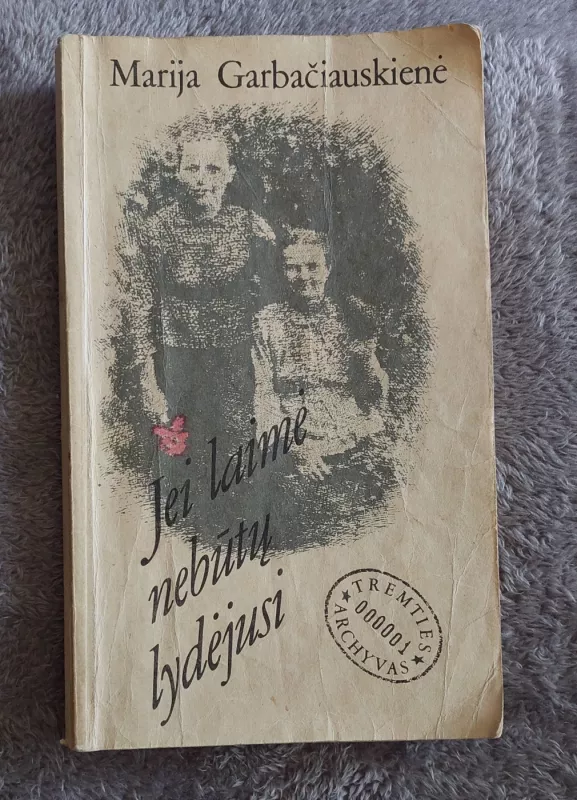 Marija Garbačiauskienė
Jei laimė
nebūtų
lydėjusi
TREMTIES
000001
ARCHYVAS